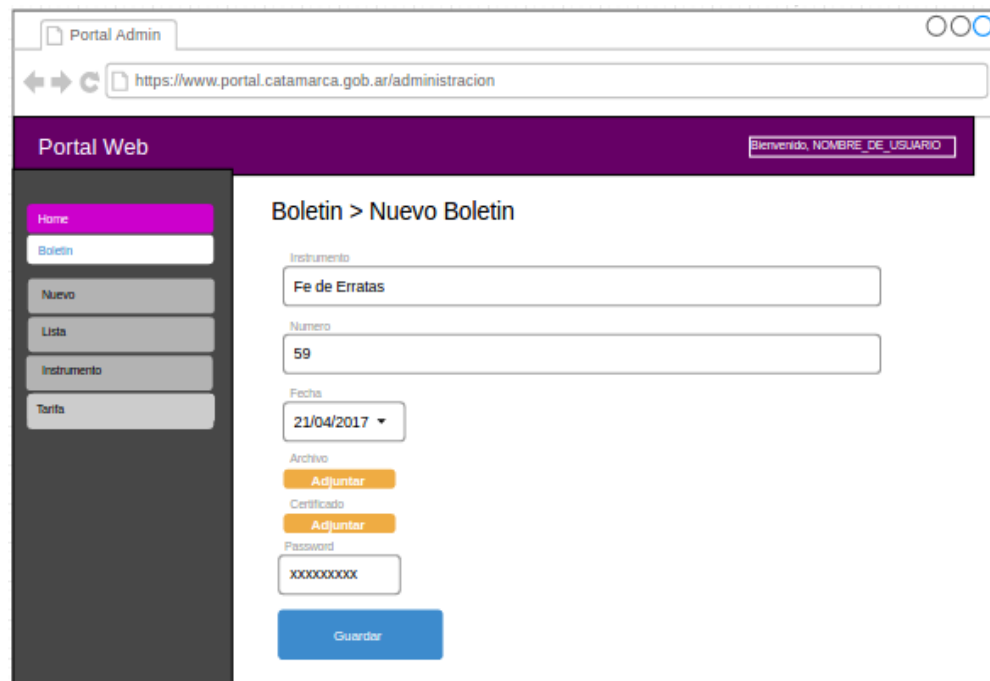 Portal Admin
https://www.portal.catamarca.gob.ar/administracion
Portal Web
Bienvenido, NOMBRE_DE_USUARIO
Home
Boletin
Nuevo
Lista
Instrumento
Tarifa
Boletin > Nuevo Boletin
Instrumento
Fe de Erratas
Numero
59
Fecha
21/04/2017
Archivo
Adjuntar
Certificado
Adjuntar
Password
xxxxxxxxx
Guardar